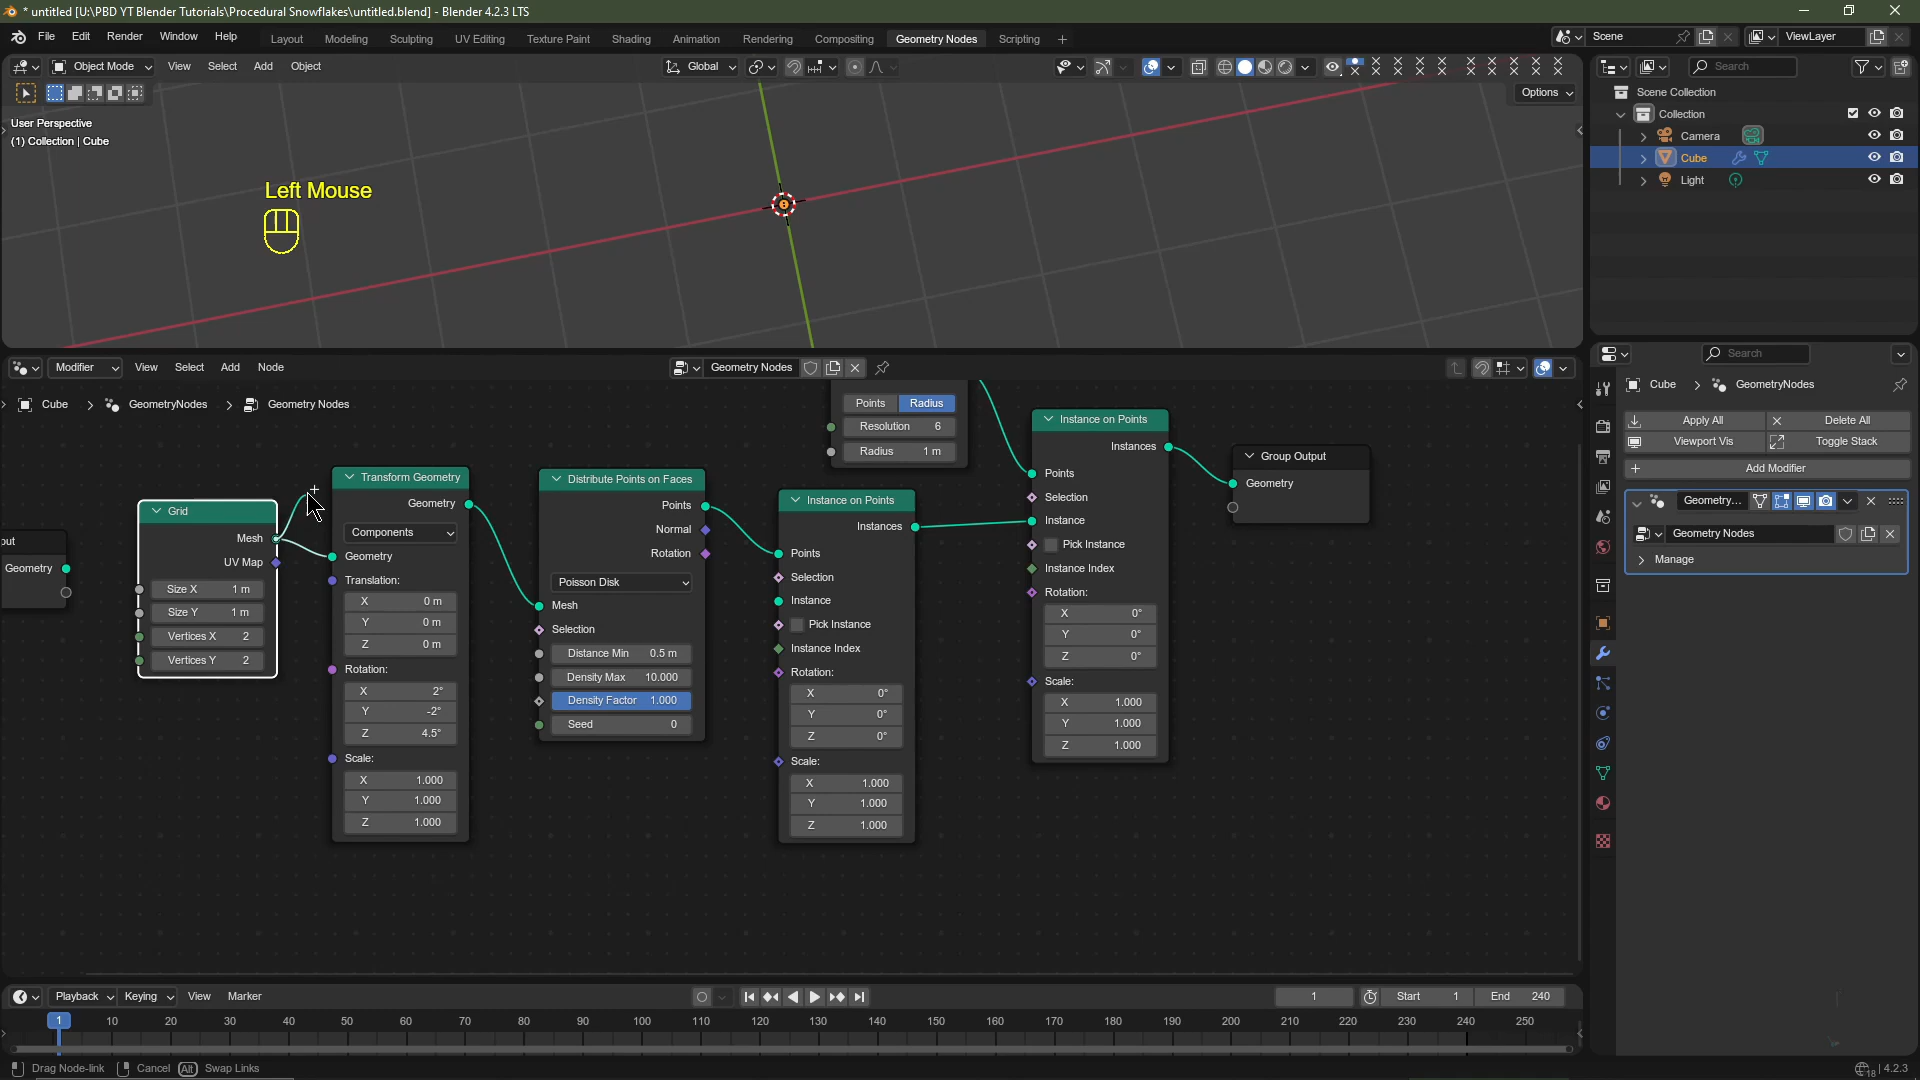 * untitled [U:\PBD YT Blender Tutorials\Procedural Snowflakes\untitled.blend] - Blender 4.2.3 LTS
File Edit Render Window Help Layout Modeling Sculpting UV Editing Texture Paint Shading Animation Rendering Compositing Geometry Nodes Scripting + Scene ViewLayer
Object Mode View Select Add Object Global Search
Options
User Perspective
(1) Collection | Cube
Left Mouse
Scene Collection
Collection
Camera
Cube
Light
Modifier View Select Add Node Geometry Nodes Search
Cube > GeometryNodes > Geometry Nodes
Cube > GeometryNodes
Apply All Delete All
Viewport Vis Toggle Stack
Add Modifier
Geometry...
Geometry Nodes
Manage
put
Geometry
Grid
Mesh
UV Map
Size X 1 m
Size Y 1 m
Vertices X 2
Vertices Y 2
Transform Geometry
Geometry
Components
Geometry
Translation:
X 0 m
Y 0 m
Z 0 m
Rotation:
X 2°
Y -2°
Z 4.5°
Scale:
X 1.000
Y 1.000
Z 1.000
Distribute Points on Faces
Points
Normal
Rotation
Poisson Disk
Mesh
Selection
Distance Min 0.5 m
Density Max 10.000
Density Factor 1.000
Seed 0
Points Radius
Resolution 6
Radius 1 m
Instance on Points
Instances
Points
Selection
Instance
Pick Instance
Instance Index
Rotation:
X 0°
Y 0°
Z 0°
Scale:
X 1.000
Y 1.000
Z 1.000
Instance on Points
Instances
Points
Selection
Instance
Pick Instance
Instance Index
Rotation:
X 0°
Y 0°
Z 0°
Scale:
X 1.000
Y 1.000
Z 1.000
Group Output
Geometry
Playback Keying View Marker 1 Start 1 End 240
1 10 20 30 40 50 60 70 80 90 100 110 120 130 140 150 160 170 180 190 200 210 220 230 240 250
Drag Node-link Cancel Alt Swap Links 18 | 4.2.3